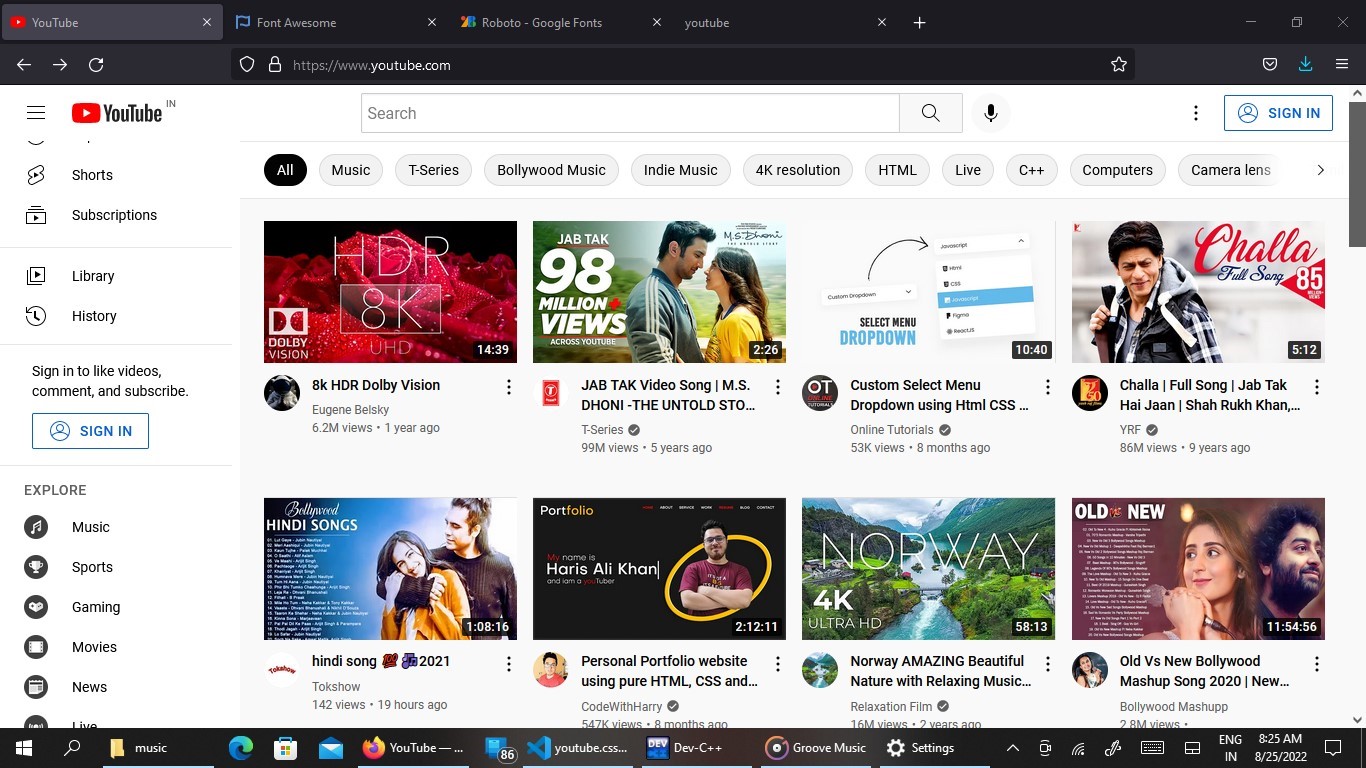 YouTube
Font Awesome
Roboto - Google Fonts
youtube
https://www.youtube.com
YouTube IN
Search
SIGN IN
Shorts
Subscriptions
Library
History
Sign in to like videos,
comment, and subscribe.
SIGN IN
EXPLORE
Music
Sports
Gaming
Movies
News
Live
All
Music
T-Series
Bollywood Music
Indie Music
4K resolution
HTML
Live
C++
Computers
Camera lens
HDR
8K
UHD
DOLBY
VISION
14:39
8k HDR Dolby Vision
Eugene Belsky
6.2M views • 1 year ago
JAB TAK
98
MILLION+
VIEWS
ACROSS YOUTUBE
M.S.Dhoni
THE UNTOLD STORY
2:26
JAB TAK Video Song | M.S.
DHONI -THE UNTOLD STO...
T-Series
99M views • 5 years ago
Javascript
Html
CSS
Javascript
Figma
ReactJS
Custom Dropdown
SELECT MENU
DROPDOWN
10:40
OT
ONLINE
TUTORIALS
Custom Select Menu
Dropdown using Html CSS ...
Online Tutorials
53K views • 8 months ago
Challa
Full Song
85
MILLION+
VIEWS
5:12
Challa | Full Song | Jab Tak
Hai Jaan | Shah Rukh Khan,...
YRF
86M views • 9 years ago
Bollywood
HINDI SONGS
1:08:16
Tokshow
hindi song 💯 🎶2021
Tokshow
142 views • 19 hours ago
Portfolio
HOME ABOUT SERVICE WORK BLOG CONTACT
My name is
Haris Ali Khan
and iam a youTuber
2:12:11
Personal Portfolio website
using pure HTML, CSS and...
CodeWithHarry
547K views • 8 months ago
NORWAY
4K
ULTRA HD
58:13
Norway AMAZING Beautiful
Nature with Relaxing Music...
Relaxation Film
16M views • 2 years ago
OLD NEW
11:54:56
Old Vs New Bollywood
Mashup Song 2020 | New...
Bollywood Mashupp
2.8M views •
music
YouTube — ...
86
youtube.css...
DEV
Dev-C++
Groove Music
Settings
ENG
IN
8:25 AM
8/25/2022